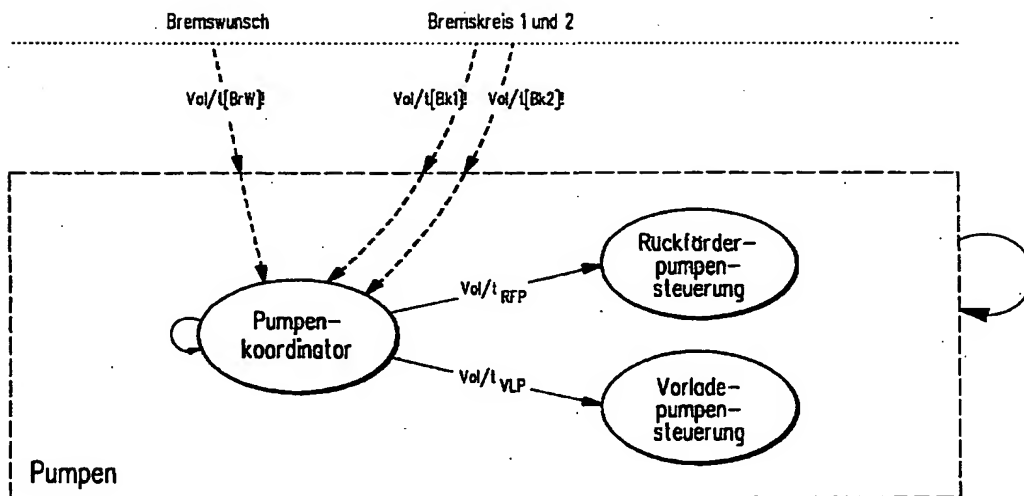 Bremswunsch
Bremskreis 1 und 2
Vol/t[BrW]!
Vol/t[Bk1]!
Vol/t[Bk2]!
Rückförder-
pumpen-
steuerung
Vol/t RFP
Pumpen-
koordinator
Vol/t VLP
Vorlade-
pumpen-
steuerung
Pumpen